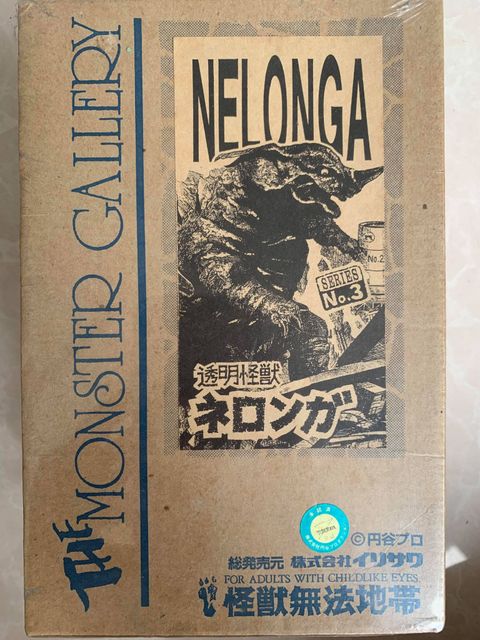 THE MONSTER GALLERY
NELONGA
No.2
SERIES
No.3
透明怪獣
ネロンガ
©円谷プロ
総発売元 株式会社イリサワ
FOR ADULTS WITH CHILDLIKE EYES.
怪獣無法地帯